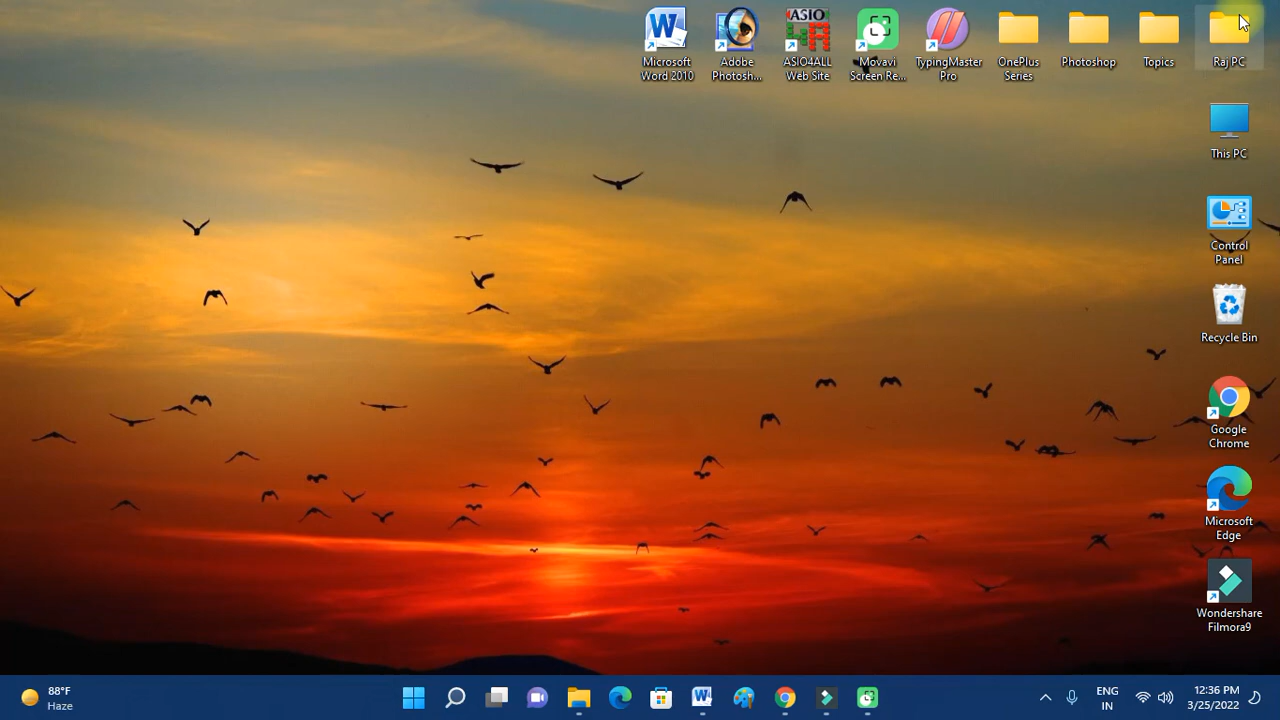 Microsoft
Word 2010
Adobe
Photosh...
ASIO
ASIO4ALL
Web Site
Movavi
Screen Re...
TypingMaster
Pro
OnePlus
Series
Photoshop
Topics
Raj PC
This PC
Control
Panel
Recycle Bin
Google
Chrome
Microsoft
Edge
Wondershare
Filmora9
88°F
Haze
ENG
IN
12:36 PM
3/25/2022